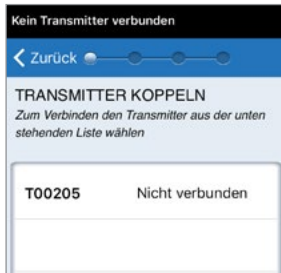 Kein Transmitter verbunden
Zurück
TRANSMITTER KOPPELN
Zum Verbinden den Transmitter aus der unten
stehenden Liste wählen
T00205 Nicht verbunden